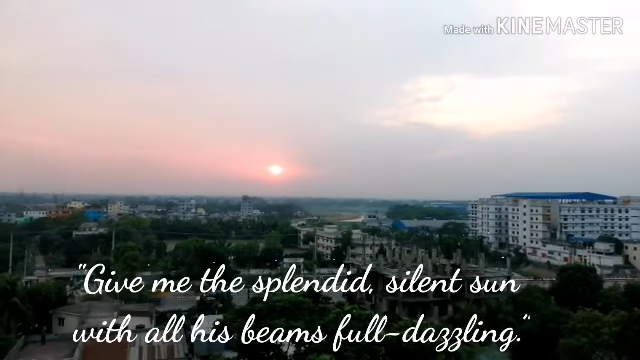 Made with KINEMASTER
"Give me the splendid, silent sun
with all his beams full-dazzling."